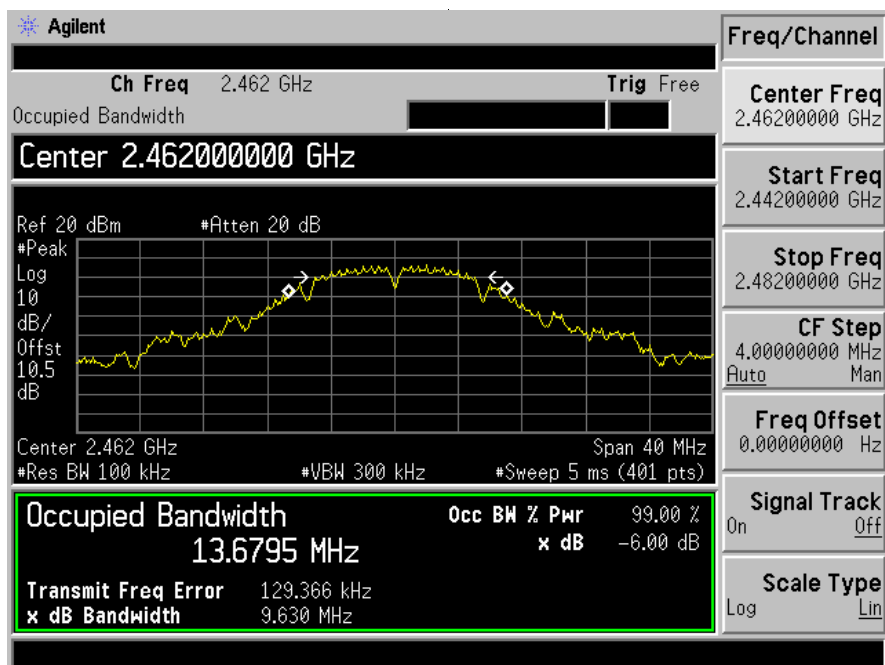 Agilent
Ch Freq 2.462 GHz Trig Free
Occupied Bandwidth
Center 2.462000000 GHz
Ref 20 dBm #Atten 20 dB
#Peak
Log
10
dB/
Offst
10.5
dB
Center 2.462 GHz Span 40 MHz
#Res BW 100 kHz #VBW 300 kHz #Sweep 5 ms (401 pts)
Occupied Bandwidth
13.6795 MHz
Occ BW % Pwr 99.00 %
x dB -6.00 dB
Transmit Freq Error 129.366 kHz
x dB Bandwidth 9.630 MHz
Freq/Channel
Center Freq
2.46200000 GHz
Start Freq
2.44200000 GHz
Stop Freq
2.48200000 GHz
CF Step
4.00000000 MHz
Auto Man
Freq Offset
0.00000000 Hz
Signal Track
On Off
Scale Type
Log Lin